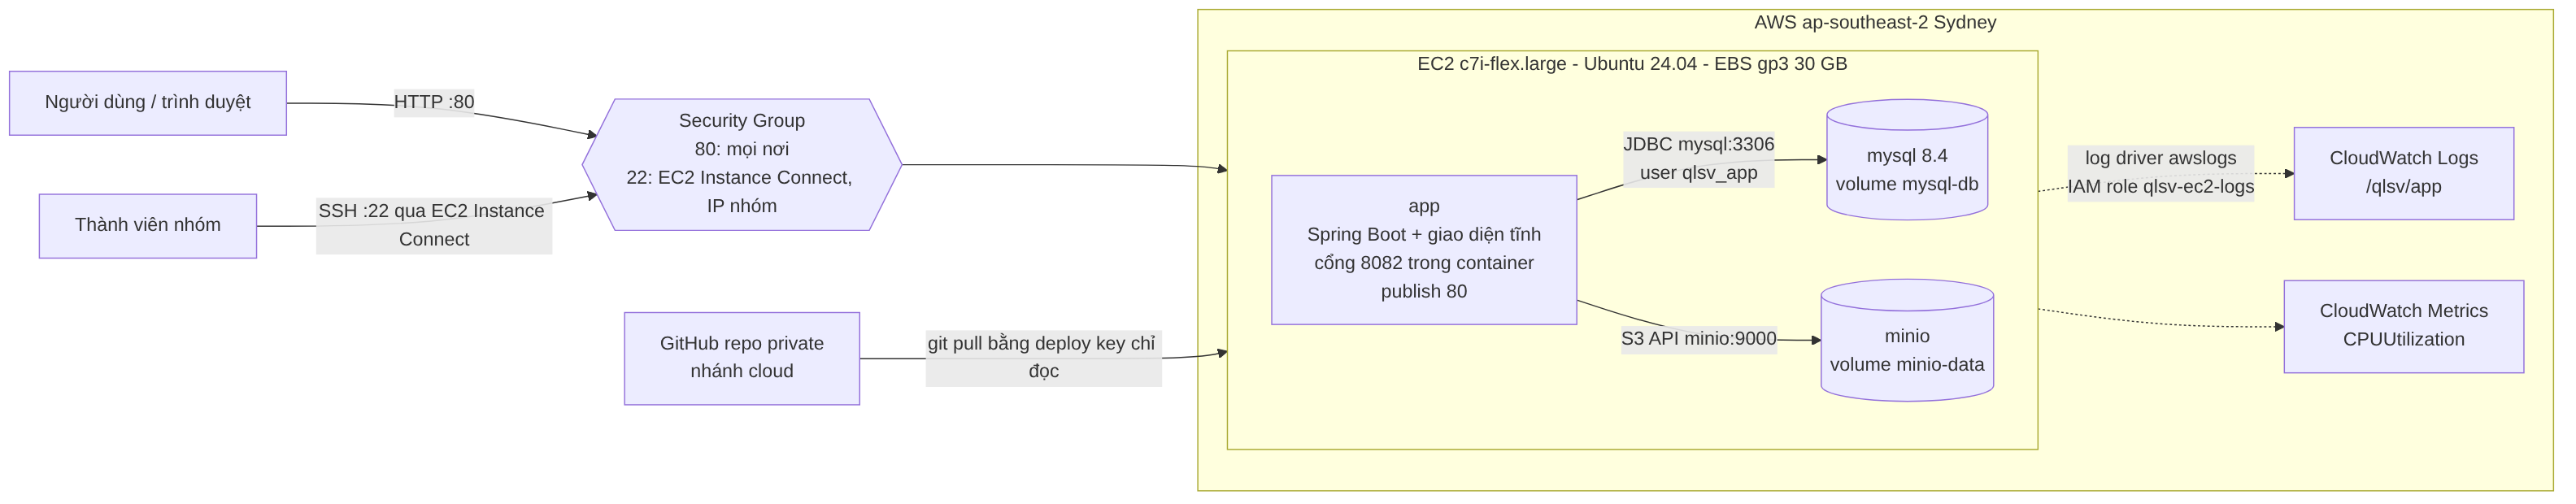 AWS ap-southeast-2 Sydney
EC2 c7i-flex.large - Ubuntu 24.04 - EBS gp3 30 GB
Người dùng / trình duyệt
HTTP :80
Thành viên nhóm
SSH :22 qua EC2 Instance
Connect
Security Group
80: mọi nơi
22: EC2 Instance Connect,
IP nhóm
GitHub repo private
nhánh cloud
git pull bằng deploy key chỉ
đọc
app
Spring Boot + giao diện tĩnh
cổng 8082 trong container
publish 80
JDBC mysql:3306
user qlsv_app
mysql 8.4
volume mysql-db
S3 API minio:9000
minio
volume minio-data
log driver awslogs
IAM role qlsv-ec2-logs
CloudWatch Logs
/qlsv/app
CloudWatch Metrics
CPUUtilization